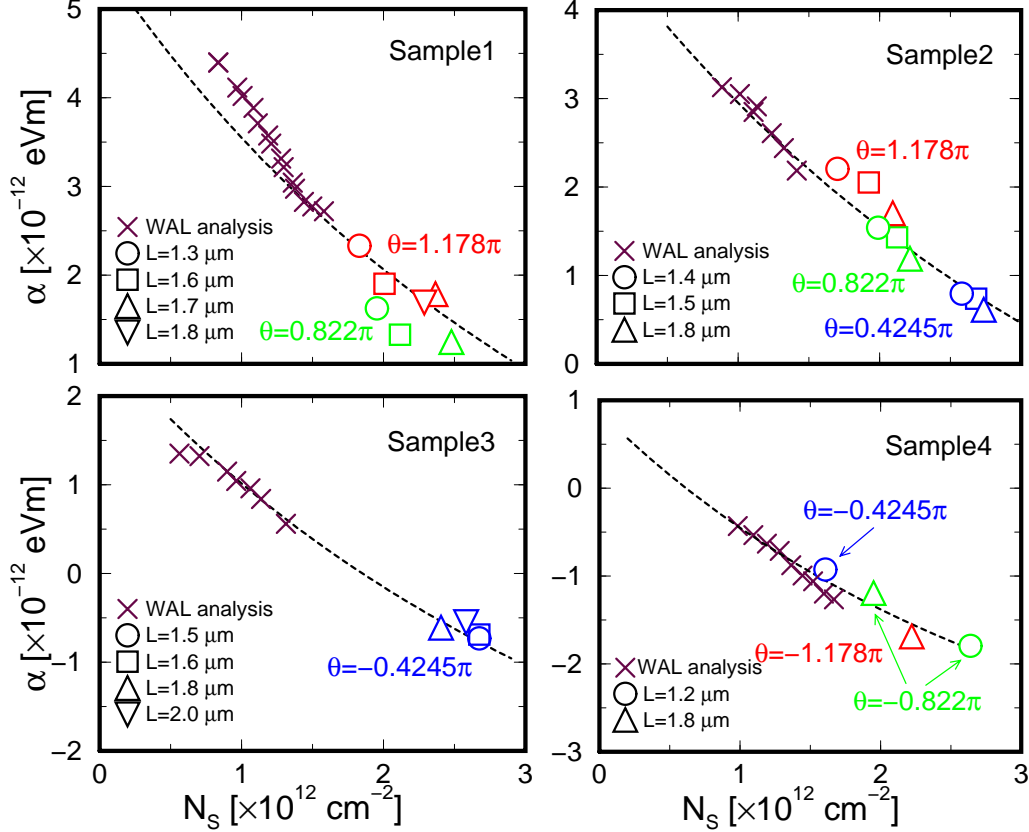 5
4
3
2
1
α [×10⁻¹² eVm]
Sample1
WAL analysis
L=1.3 µm
L=1.6 µm
L=1.7 µm
L=1.8 µm
θ=1.178π
θ=0.822π
4
3
2
1
0
Sample2
θ=1.178π
WAL analysis
L=1.4 µm
L=1.5 µm
L=1.8 µm
θ=0.822π
θ=0.4245π
2
1
0
−1
−2
α [×10⁻¹² eVm]
Sample3
WAL analysis
L=1.5 µm
L=1.6 µm
L=1.8 µm
L=2.0 µm
θ=−0.4245π
0 1 2 3
N_S [×10¹² cm⁻²]
1
0
−1
−2
−3
Sample4
θ=−0.4245π
θ=−1.178π
WAL analysis
L=1.2 µm
L=1.8 µm
θ=−0.822π
0 1 2 3
N_S [×10¹² cm⁻²]